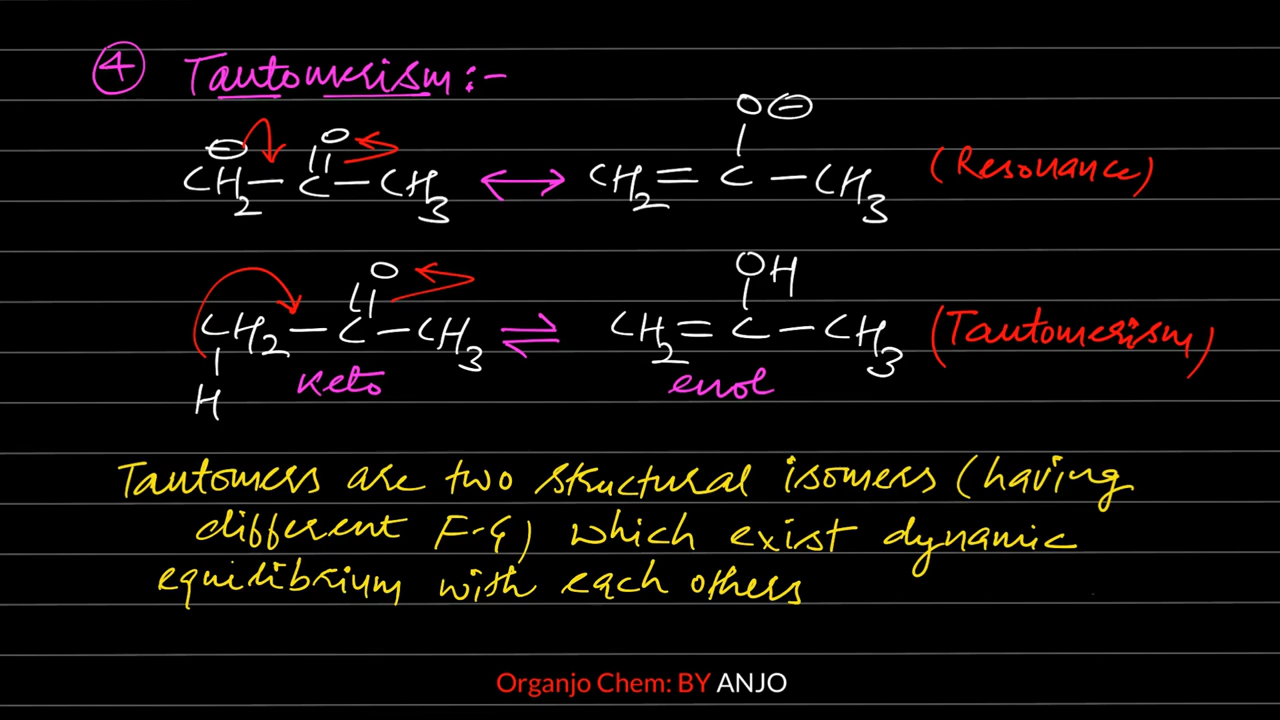 ④ Tautomerism:-
O ⊖
⊖ O
CH₂ – C – CH₃ ↔ CH₂ = C – CH₃ (Resonance)
O OH
CH₂ – C – CH₃ ⇌ CH₂ = C – CH₃ (Tautomerism)
H keto enol
Tautomers are two structural isomers (having
different F-G) which exist dynamic
equilibrium with each others
Organjo Chem: BY ANJO